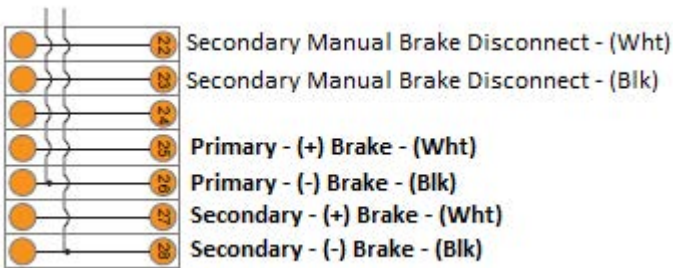 22 Secondary Manual Brake Disconnect - (Wht)
23 Secondary Manual Brake Disconnect - (Blk)
24
25 Primary - (+) Brake - (Wht)
26 Primary - (-) Brake - (Blk)
27 Secondary - (+) Brake - (Wht)
28 Secondary - (-) Brake - (Blk)